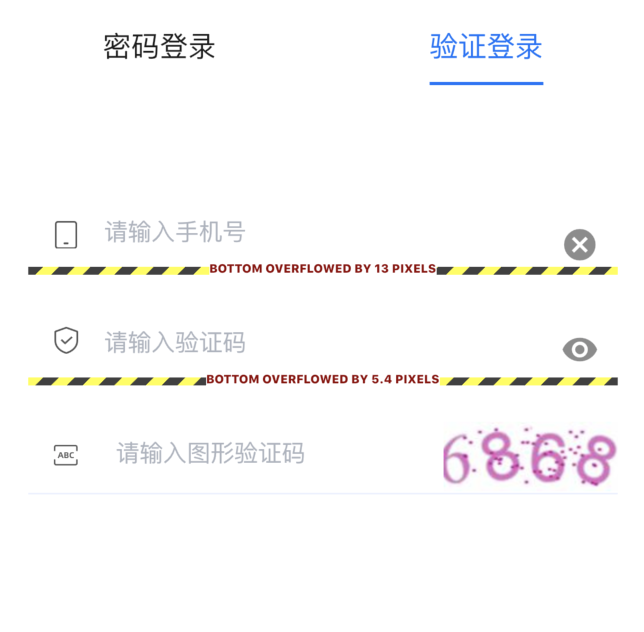 密码登录 验证登录
请输入手机号
BOTTOM OVERFLOWED BY 13 PIXELS
请输入验证码
BOTTOM OVERFLOWED BY 5.4 PIXELS
ABC 请输入图形验证码 6868